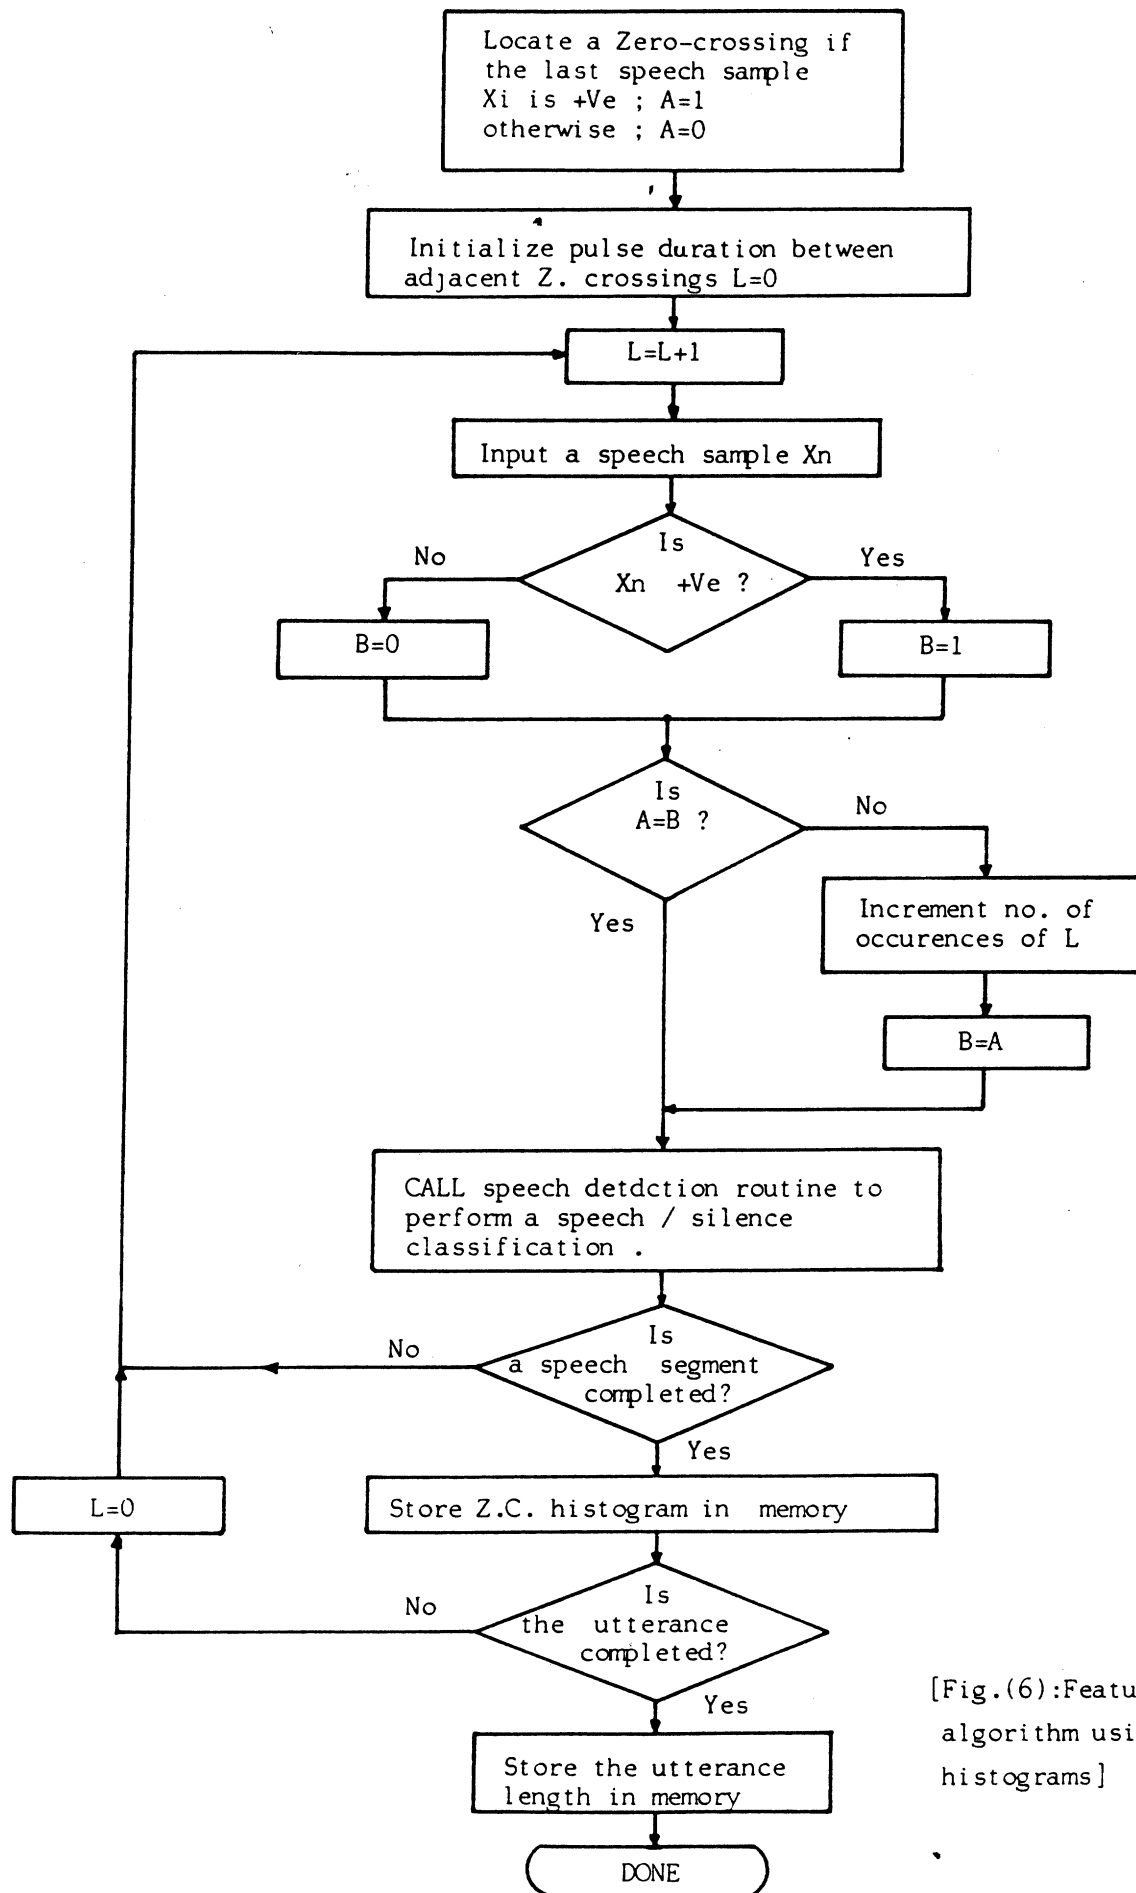 Locate a Zero-crossing if
the last speech sample
Xi is +Ve ; A=1
otherwise ; A=0
Initialize pulse duration between
adjacent Z. crossings L=0
L=L+1
Input a speech sample Xn
Is
Xn +Ve ?
No
Yes
B=0
B=1
Is
A=B ?
No
Yes
Increment no. of
occurences of L
B=A
CALL speech detdction routine to
perform a speech / silence
classification .
Is
a speech segment
completed?
No
Yes
L=0
Store Z.C. histogram in memory
Is
the utterance
completed?
No
Yes
Store the utterance
length in memory
DONE
[Fig.(6):Featu
algorithm usi
histograms]